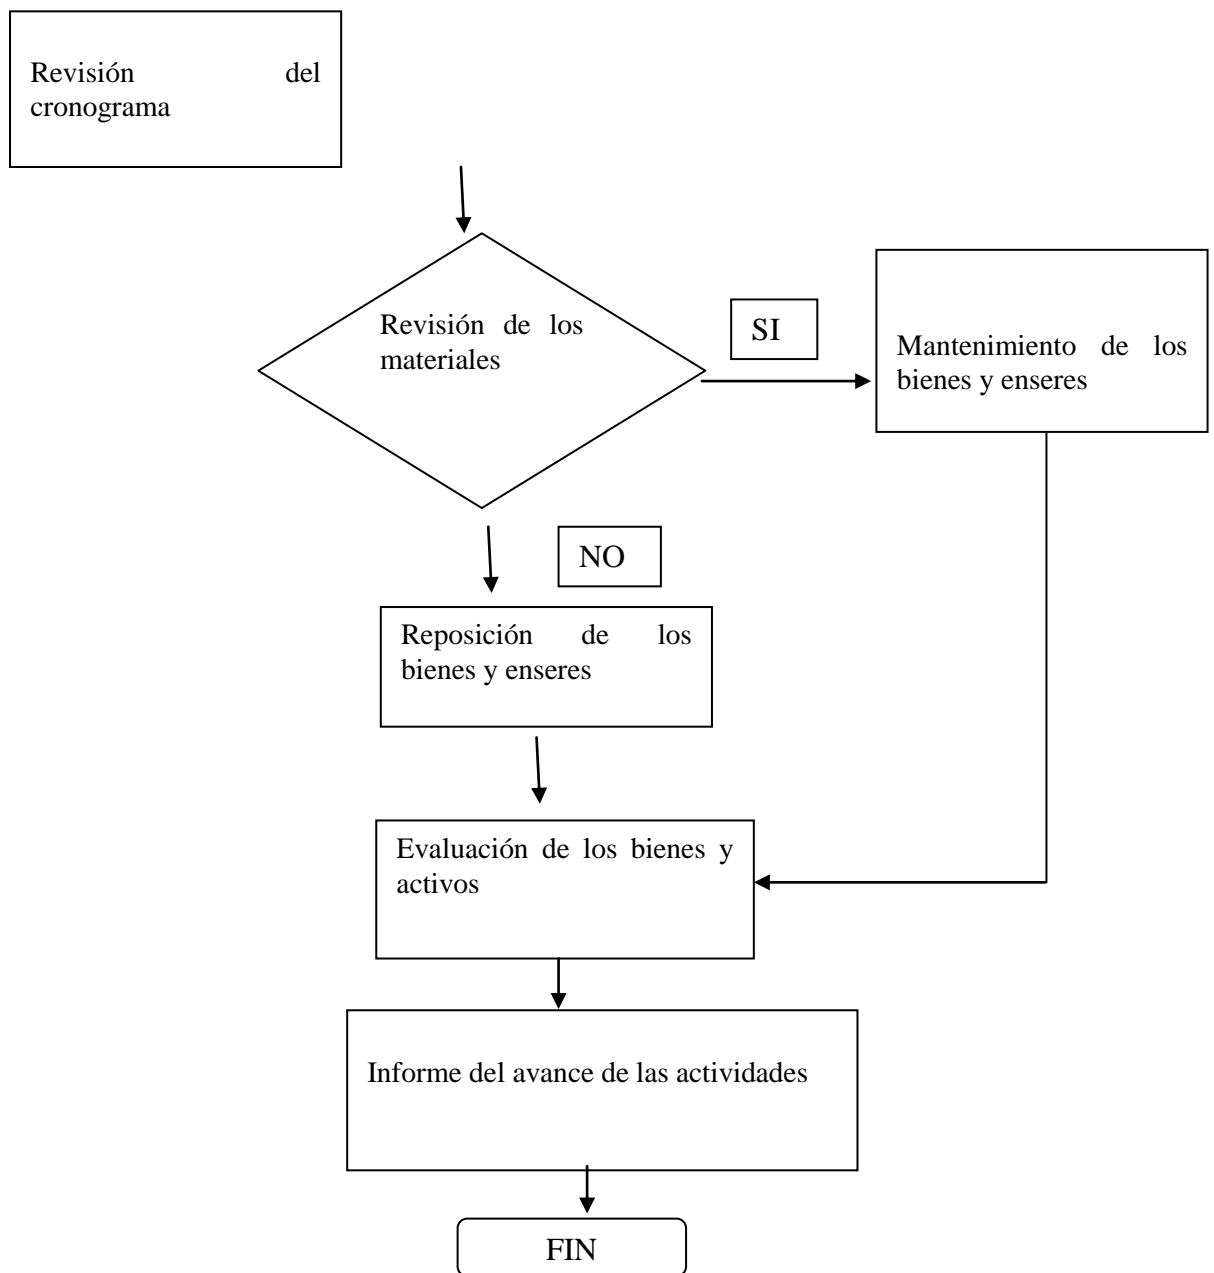 Revisión del
cronograma
Revisión de los
materiales
SI
Mantenimiento de los
bienes y enseres
NO
Reposición de los
bienes y enseres
Evaluación de los bienes y
activos
Informe del avance de las actividades
FIN